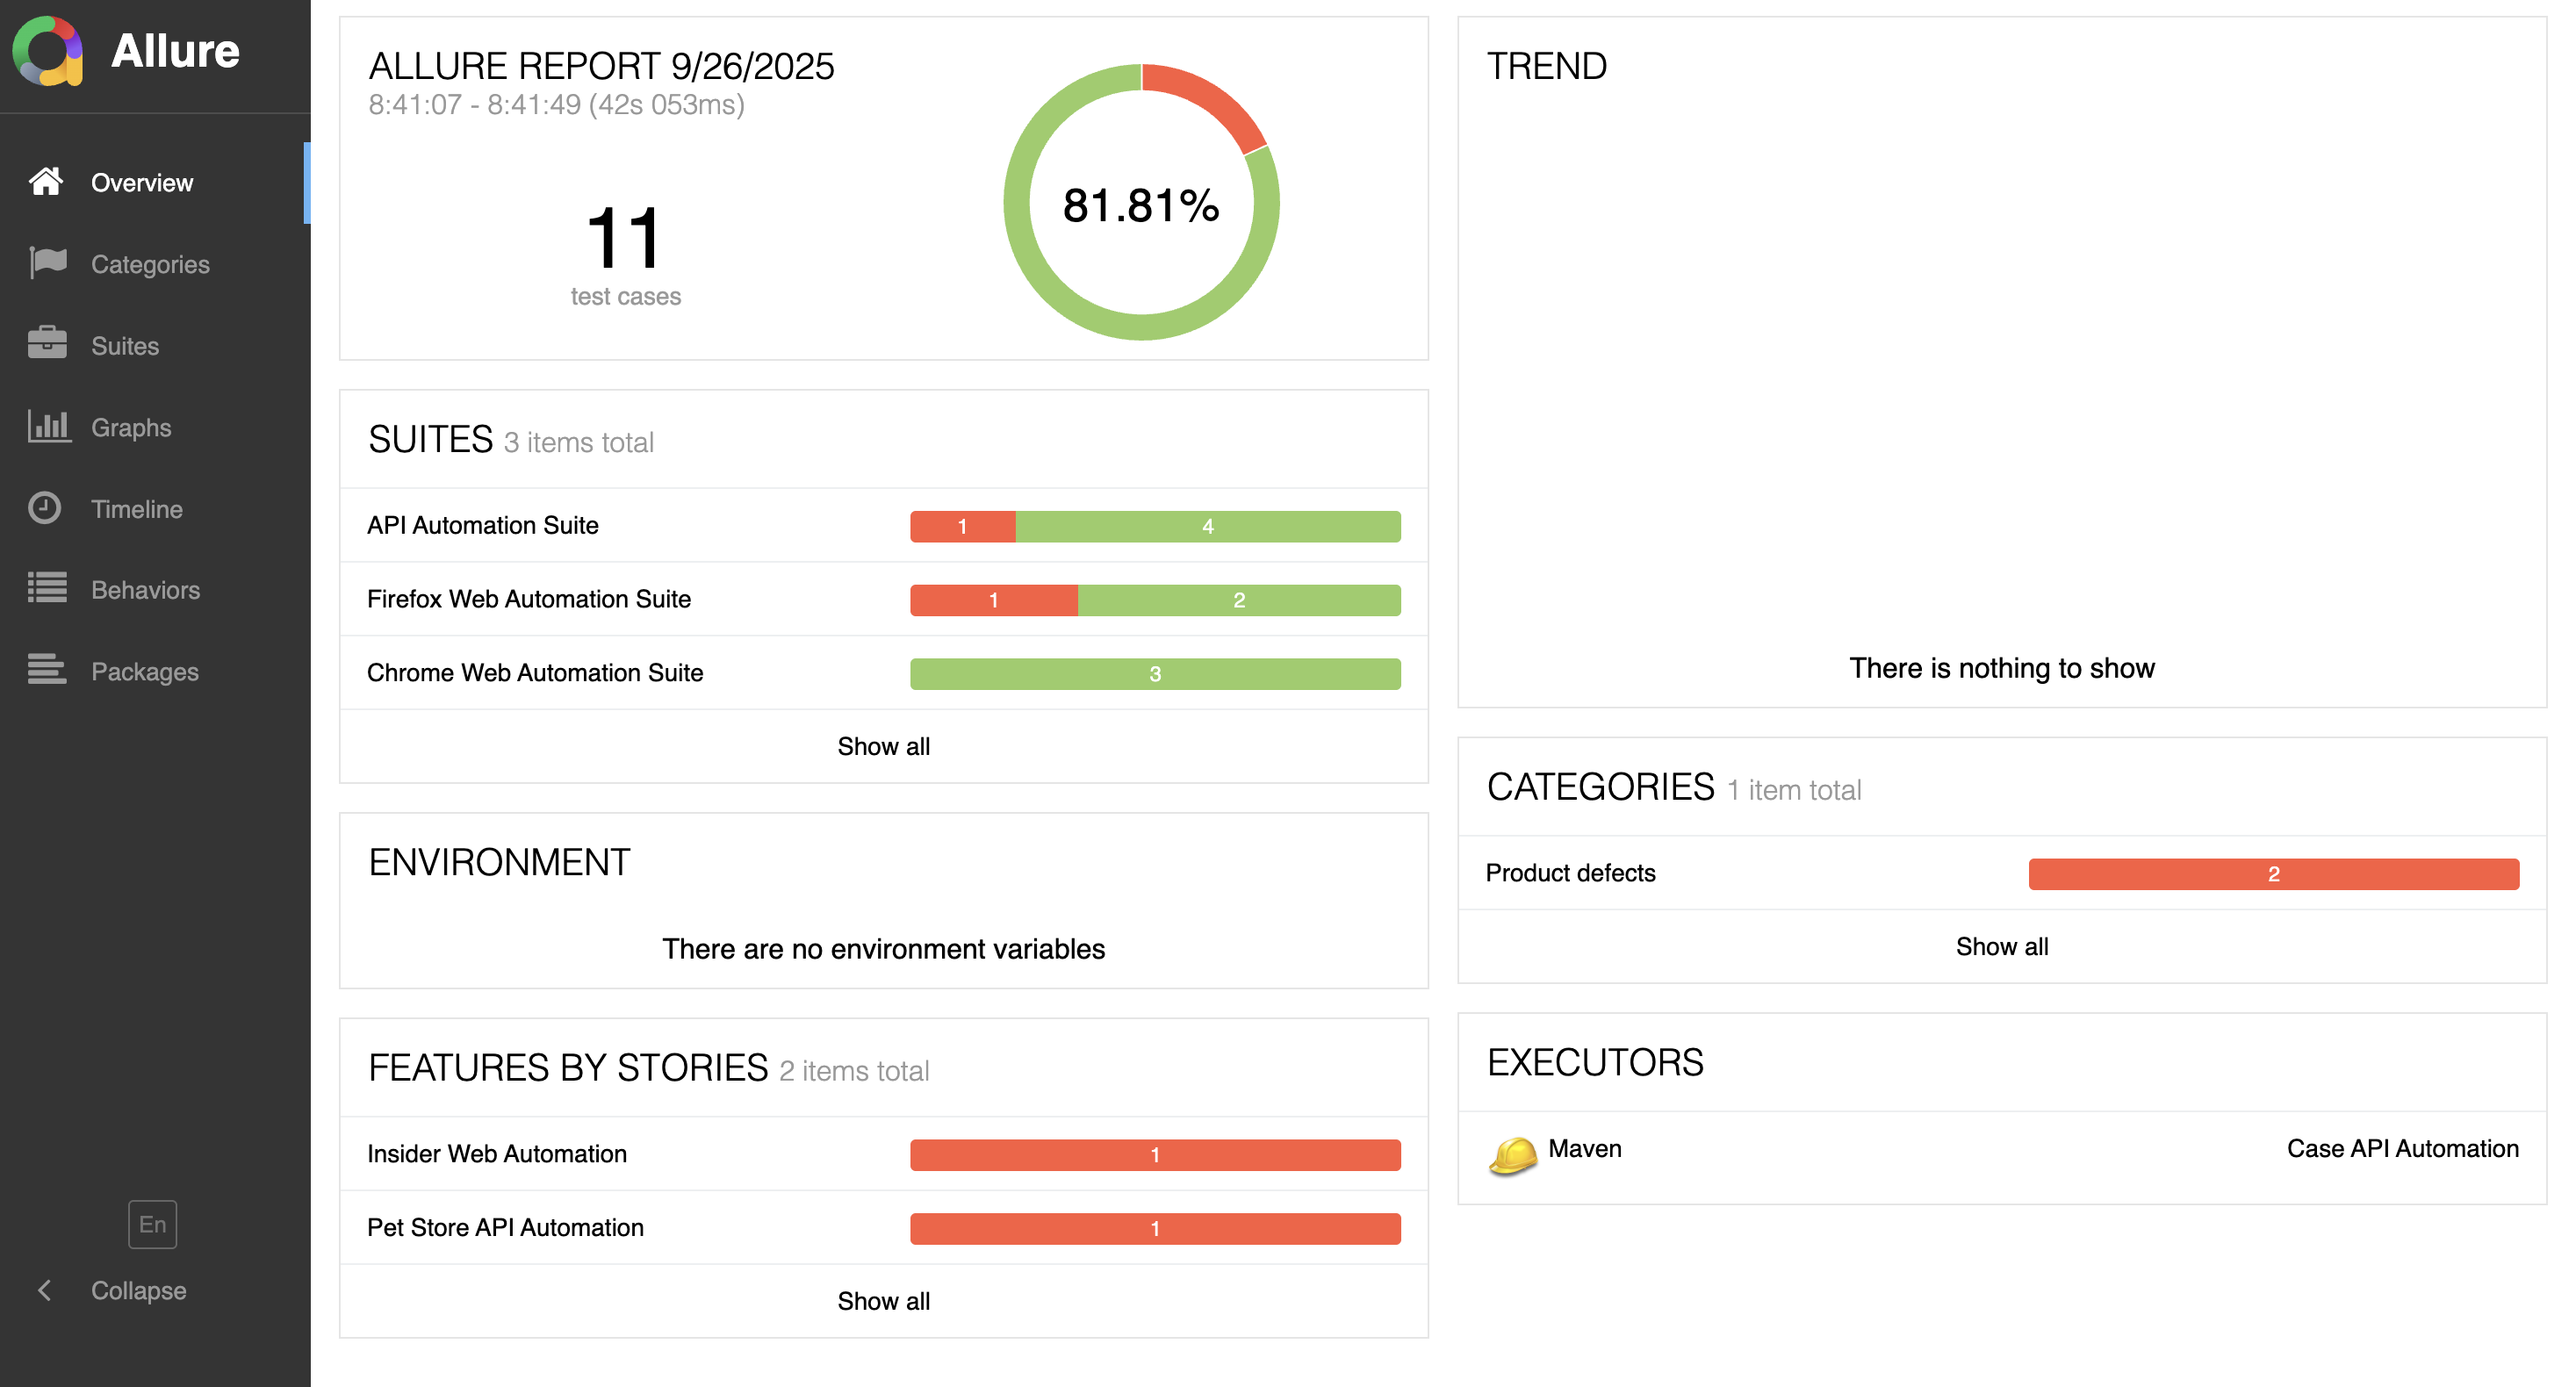 Allure
Overview
Categories
Suites
Graphs
Timeline
Behaviors
Packages
En
Collapse
ALLURE REPORT 9/26/2025
8:41:07 - 8:41:49 (42s 053ms)
11
test cases
81.81%
SUITES 3 items total
API Automation Suite 1 4
Firefox Web Automation Suite 1 2
Chrome Web Automation Suite 3
Show all
ENVIRONMENT
There are no environment variables
FEATURES BY STORIES 2 items total
Insider Web Automation 1
Pet Store API Automation 1
Show all
TREND
There is nothing to show
CATEGORIES 1 item total
Product defects 2
Show all
EXECUTORS
Maven Case API Automation